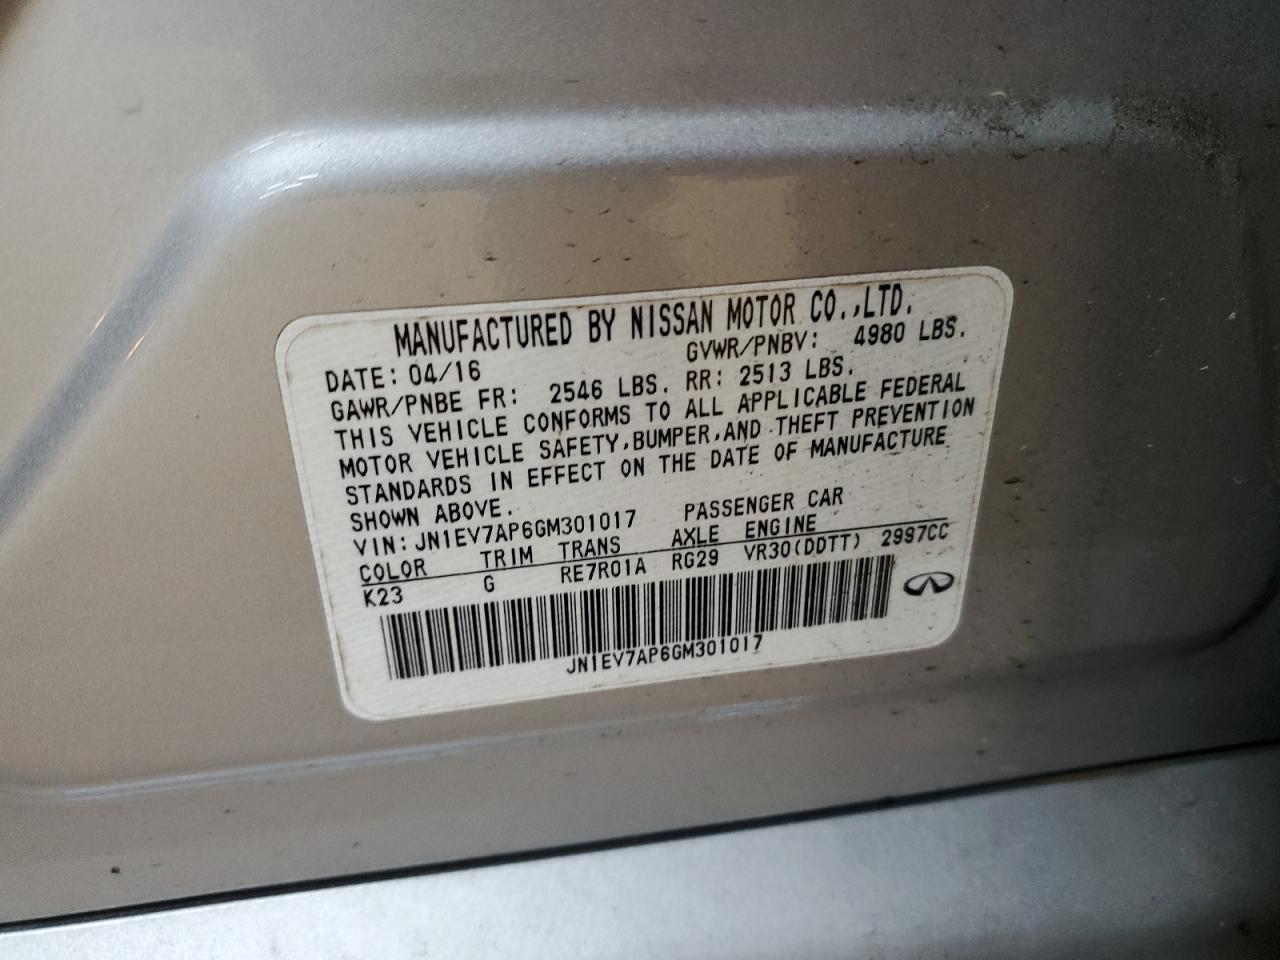 MANUFACTURED BY NISSAN MOTOR CO.,LTD.
DATE: 04/16 GVWR/PNBV: 4980 LBS.
GAWR/PNBE FR: 2546 LBS. RR: 2513 LBS.
THIS VEHICLE CONFORMS TO ALL APPLICABLE FEDERAL
MOTOR VEHICLE SAFETY,BUMPER,AND THEFT PREVENTION
STANDARDS IN EFFECT ON THE DATE OF MANUFACTURE
SHOWN ABOVE.
VIN: JN1EV7AP6GM301017 PASSENGER CAR
COLOR TRIM TRANS AXLE ENGINE
K23 G RE7R01A RG29 VR30(DDTT) 2997CC
JN1EV7AP6GM301017